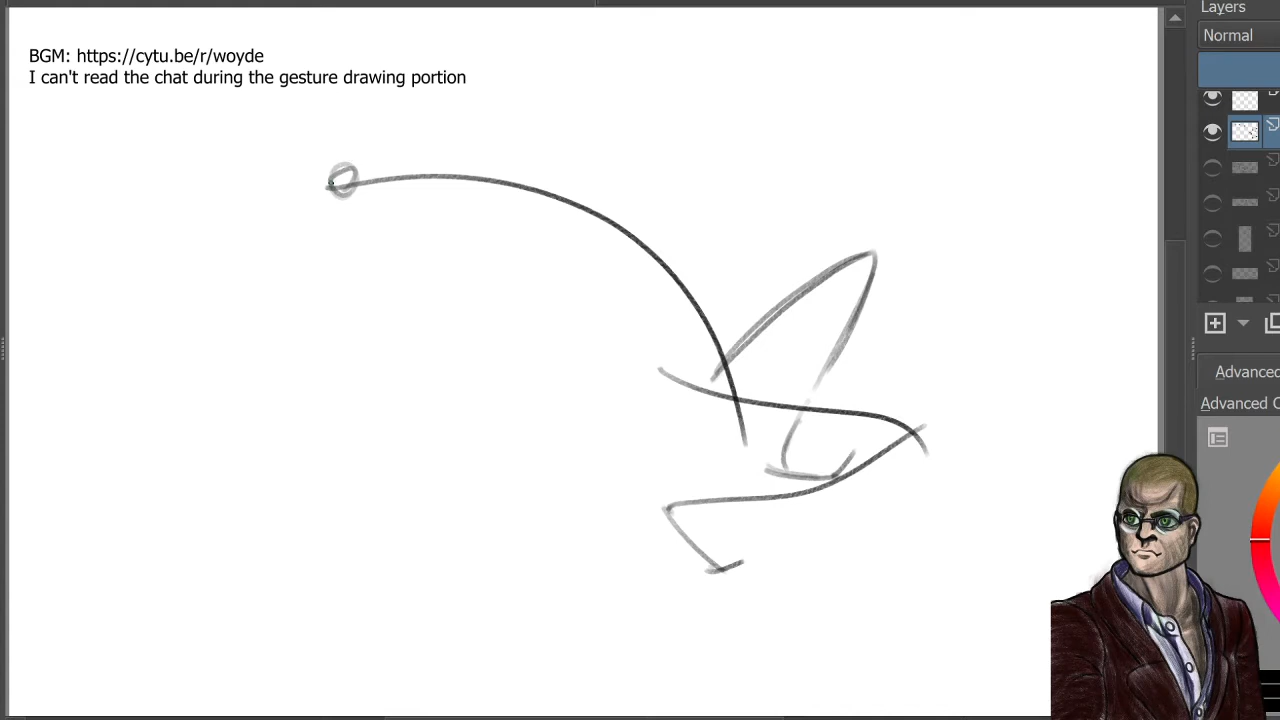 BGM: https://cytu.be/r/woyde
I can't read the chat during the gesture drawing portion
Layers
Normal
Advanced
Advanced C